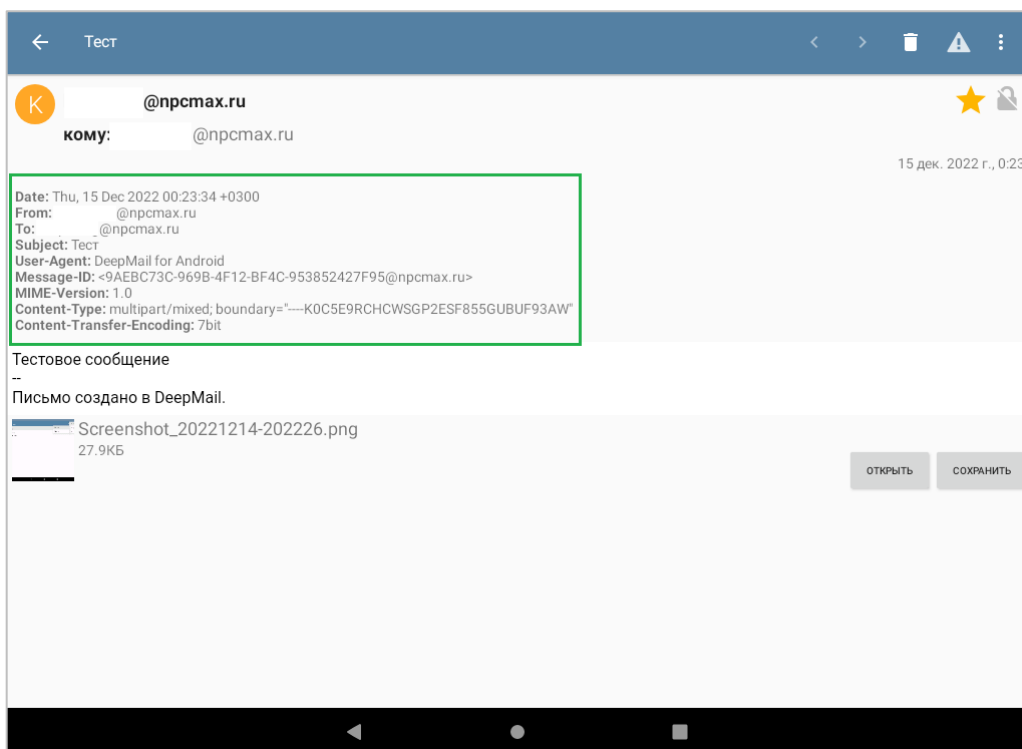 Тест
K
@npcmax.ru
кому: @npcmax.ru
15 дек. 2022 г., 0:23
Date: Thu, 15 Dec 2022 00:23:34 +0300
From: @npcmax.ru
To: @npcmax.ru
Subject: Тест
User-Agent: DeepMail for Android
Message-ID: <9AEBC73C-969B-4F12-BF4C-953852427F95@npcmax.ru>
MIME-Version: 1.0
Content-Type: multipart/mixed; boundary="----K0C5E9RCHCWSGP2ESF855GUBUF93AW"
Content-Transfer-Encoding: 7bit
Тестовое сообщение
--
Письмо создано в DeepMail.
Screenshot_20221214-202226.png
27.9КБ
ОТКРЫТЬ СОХРАНИТЬ